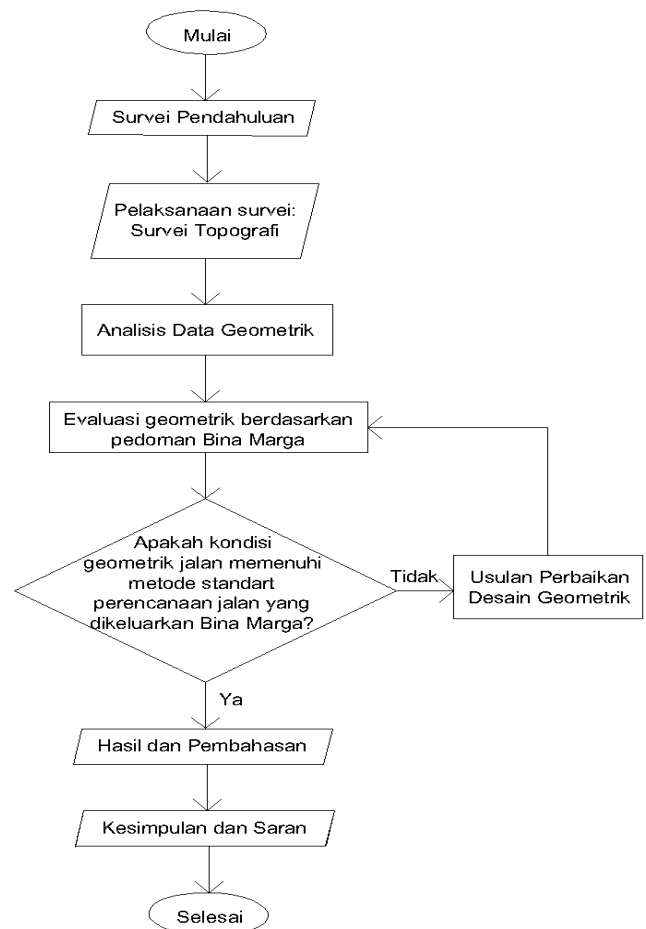 Mulai
Survei Pendahuluan
Pelaksanaan survei:
Survei Topografi
Analisis Data Geometrik
Evaluasi geometrik berdasarkan
pedoman Bina Marga
Apakah kondisi
geometrik jalan memenuhi
metode standart
perencanaan jalan yang
dikeluarkan Bina Marga?
Tidak
Usulan Perbaikan
Desain Geometrik
Ya
Hasil dan Pembahasan
Kesimpulan dan Saran
Selesai